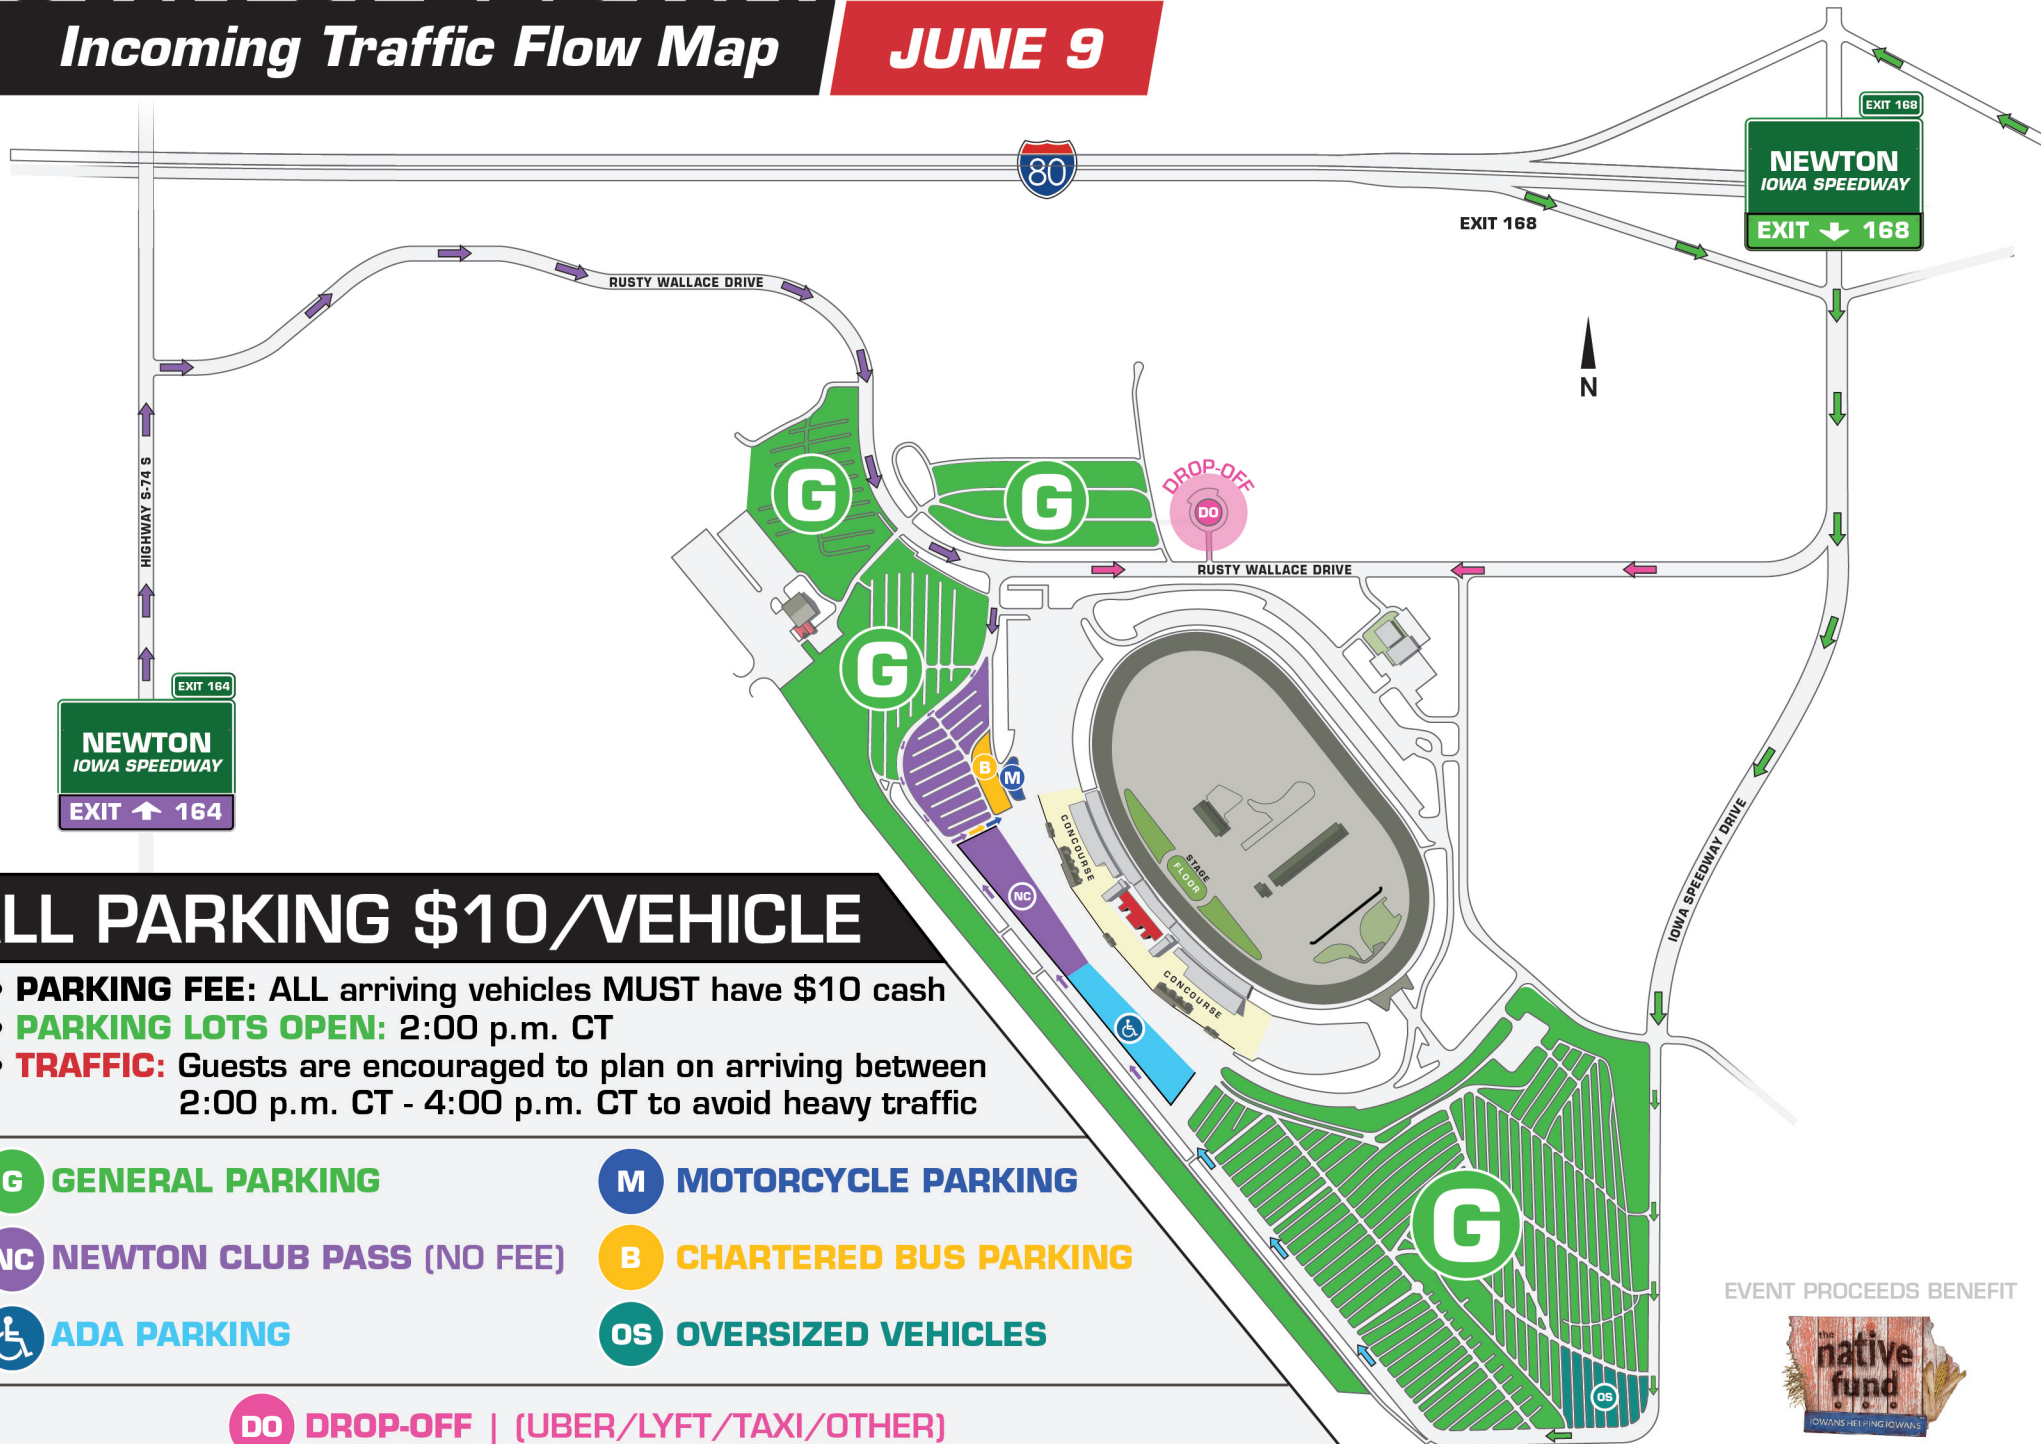 Incoming Traffic Flow Map
JUNE 9
EXIT 168
NEWTON
IOWA SPEEDWAY
EXIT 168
80
EXIT 168
RUSTY WALLACE DRIVE
N
HIGHWAY S-74 S
G
G
DROP-OFF
DO
RUSTY WALLACE DRIVE
G
EXIT 164
NEWTON
IOWA SPEEDWAY
EXIT 164
B
M
CONCOURSE
STAGE
FLOOR
IOWA SPEEDWAY DRIVE
NC
CONCOURSE
LL PARKING $10/VEHICLE
• PARKING FEE: ALL arriving vehicles MUST have $10 cash
• PARKING LOTS OPEN: 2:00 p.m. CT
• TRAFFIC: Guests are encouraged to plan on arriving between
2:00 p.m. CT - 4:00 p.m. CT to avoid heavy traffic
G GENERAL PARKING
M MOTORCYCLE PARKING
NC NEWTON CLUB PASS (NO FEE)
B CHARTERED BUS PARKING
ADA PARKING
OS OVERSIZED VEHICLES
DO DROP-OFF | (UBER/LYFT/TAXI/OTHER)
G
OS
EVENT PROCEEDS BENEFIT
the
native
fund
IOWANS HELPING IOWANS